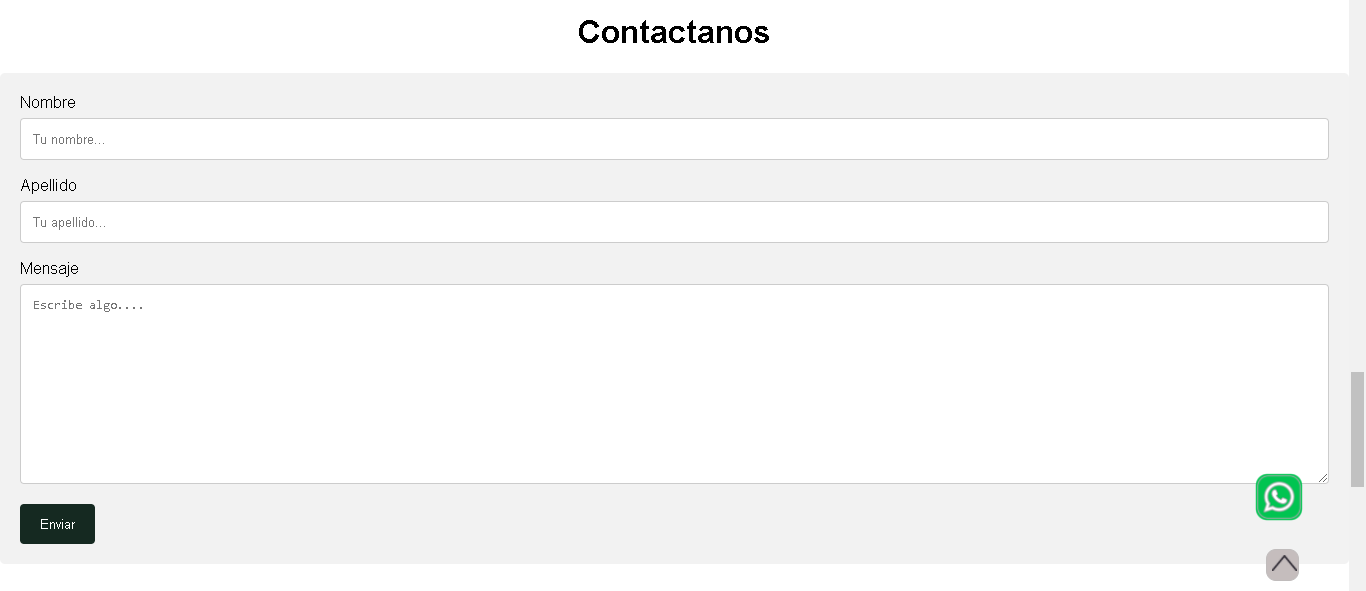 Contactanos
Nombre
Tu nombre...
Apellido
Tu apellido...
Mensaje
Escribe algo....
Enviar